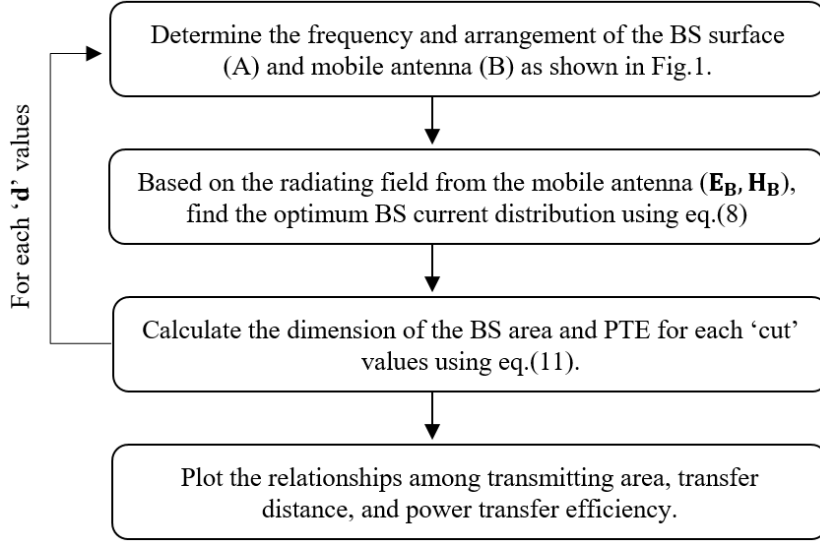 Determine the frequency and arrangement of the BS surface
(A) and mobile antenna (B) as shown in Fig.1.
For each ‘d’ values
Based on the radiating field from the mobile antenna (E_B, H_B),
find the optimum BS current distribution using eq.(8)
Calculate the dimension of the BS area and PTE for each ‘cut’
values using eq.(11).
Plot the relationships among transmitting area, transfer
distance, and power transfer efficiency.